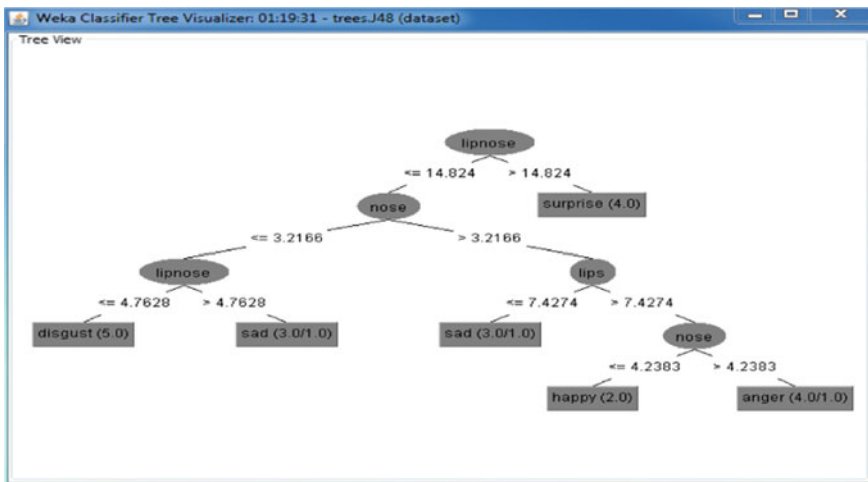 Weka Classifier Tree Visualizer: 01:19:31 - trees.J48 (dataset)
Tree View
lipnose
<= 14.824 > 14.824
nose surprise (4.0)
<= 3.2166 > 3.2166
lipnose lips
<= 4.7628 > 4.7628 <= 7.4274 > 7.4274
disgust (5.0) sad (3.0/1.0) sad (3.0/1.0) nose
<= 4.2383 > 4.2383
happy (2.0) anger (4.0/1.0)